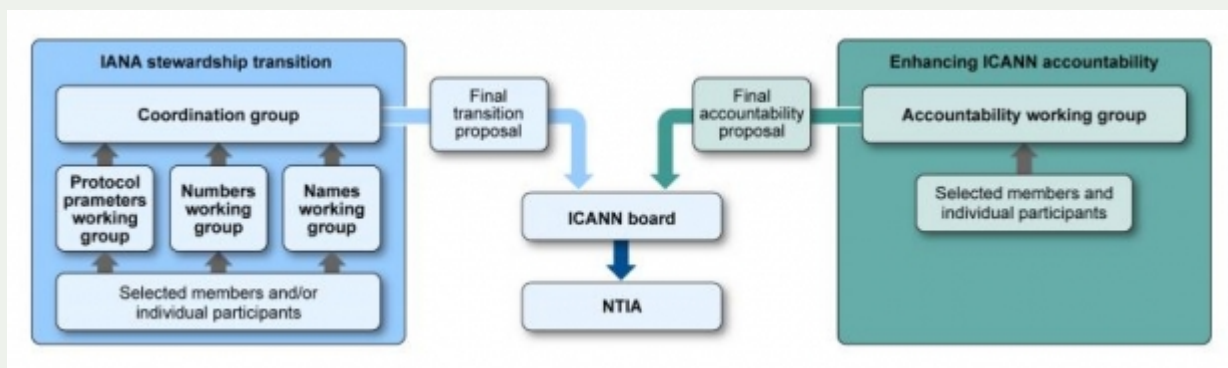 IANA stewardship transition
Coordination group
Protocol
prameters
working
group
Numbers
working
group
Names
working
group
Selected members and/or
individual participants
Final
transition
proposal
Final
accountability
proposal
ICANN board
NTIA
Enhancing ICANN accountability
Accountability working group
Selected members and
individual participants